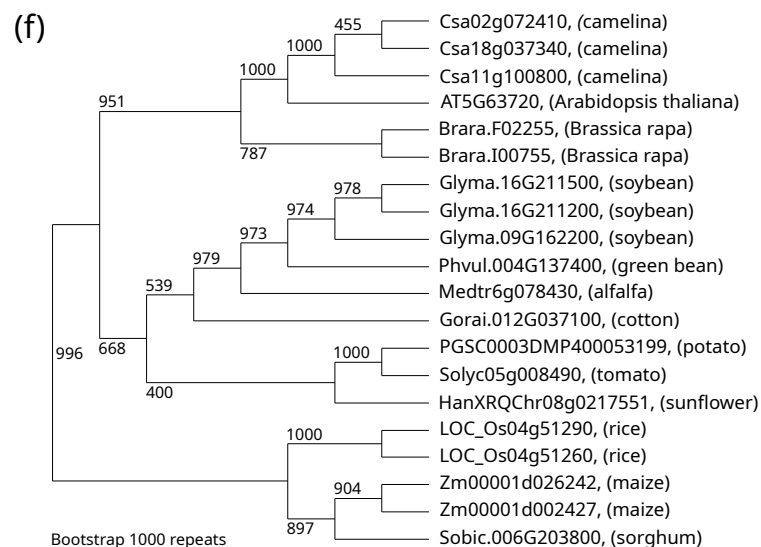 (f)
455
Csa02g072410, (camelina)
1000
Csa18g037340, (camelina)
1000
Csa11g100800, (camelina)
951
AT5G63720, (Arabidopsis thaliana)
Brara.F02255, (Brassica rapa)
787
Brara.I00755, (Brassica rapa)
978
Glyma.16G211500, (soybean)
974
Glyma.16G211200, (soybean)
973
Glyma.09G162200, (soybean)
979
Phvul.004G137400, (green bean)
539
Medtr6g078430, (alfalfa)
Gorai.012G037100, (cotton)
996
668
1000
PGSC0003DMP400053199, (potato)
Solyc05g008490, (tomato)
400
HanXRQChr08g0217551, (sunflower)
1000
LOC_Os04g51290, (rice)
LOC_Os04g51260, (rice)
904
Zm00001d026242, (maize)
Zm00001d002427, (maize)
897
Sobic.006G203800, (sorghum)
Bootstrap 1000 repeats